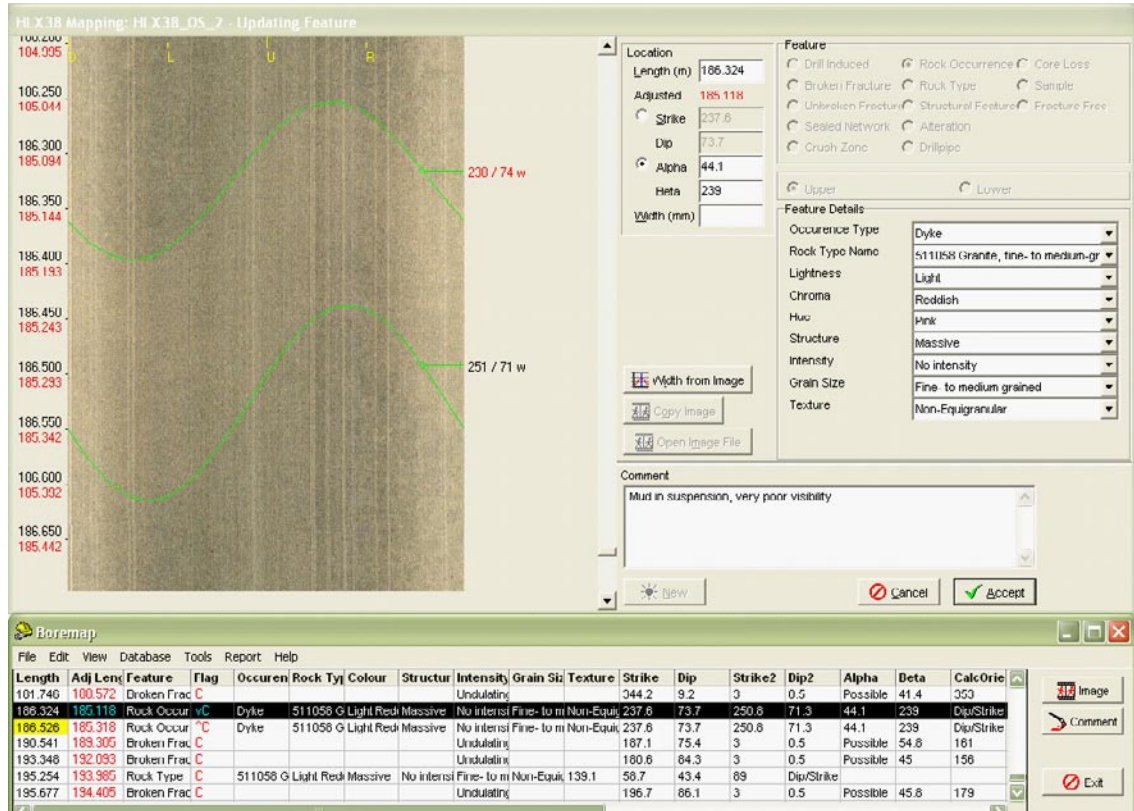 HLX38 Mapping: HLX38_OS_2 - Updating Feature
104.995
D L U R
186.250
105.044
186.300
185.094
186.350
185.144
186.400
185.193
186.450
185.243
186.500
185.293
186.550
185.342
186.600
185.392
186.650
185.442
230 / 74 w
251 / 71 w
Location
Length (m) 186.324
Adjusted 185.118
Strike 237.6
Dip 73.7
Alpha 44.1
Beta 239
Width (mm)
Width from Image
Copy Image
Open Image File
Feature
Drill Induced Rock Occurrence Core Loss
Broken Fracture Rock Type Sample
Unbroken Fracture Structural Feature Fracture Free
Sealed Network Alteration
Crush Zone Drillpipe
Upper Lower
Feature Details
Occurence Type Dyke
Rock Type Name 511058 Granite, fine- to medium-gr
Lightness Light
Chroma Reddish
Hue Pink
Structure Massive
Intensity No intensity
Grain Size Fine- to medium grained
Texture Non-Equigranular
Comment
Mud in suspension, very poor visibility
New Cancel Accept
Boremap
File Edit View Database Tools Report Help
Length Adj Leng Feature Flag Occuren Rock Typ Colour Structur Intensity Grain Siz Texture Strike Dip Strike2 Dip2 Alpha Beta CalcOrie
181.746 180.572 Broken Frac C Undulating 344.2 9.2 3 0.5 Possible 41.4 353
186.324 185.118 Rock Occur vC Dyke 511058 G Light Redi Massive No intensi Fine- to m Non-Equig 237.6 73.7 250.8 71.3 44.1 239 Dip/Strike
186.526 185.318 Rock Occur ^C Dyke 511058 G Light Redi Massive No intensi Fine- to m Non-Equig 237.6 73.7 250.8 71.3 44.1 239 Dip/Strike
190.541 189.305 Broken Frac C Undulating 187.1 75.4 3 0.5 Possible 54.8 161
193.348 192.093 Broken Frac C Undulating 180.6 84.3 3 0.5 Possible 45 156
195.254 193.985 Rock Type C 511058 G Light Redi Massive No intensi Fine- to m Non-Equig 139.1 58.7 43.4 89 Dip/Strike
195.677 194.405 Broken Frac C Undulating 196.7 86.1 3 0.5 Possible 45.8 179
Image
Comment
Exit